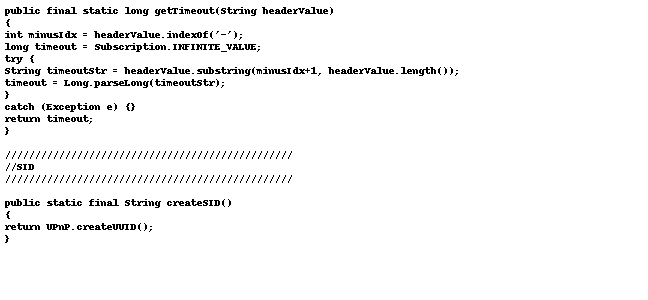 public final static long getTimeout(String headerValue)
{
int minusIdx = headerValue.indexOf('-');
long timeout = Subscription.INFINITE_VALUE;
try {
String timeoutStr = headerValue.substring(minusIdx+1, headerValue.length());
timeout = Long.parseLong(timeoutStr);
}
catch (Exception e) {}
return timeout;
}
////////////////////////////////////////////////
//SID
////////////////////////////////////////////////
public static final String createSID()
{
return UPnP.createUUID();
}